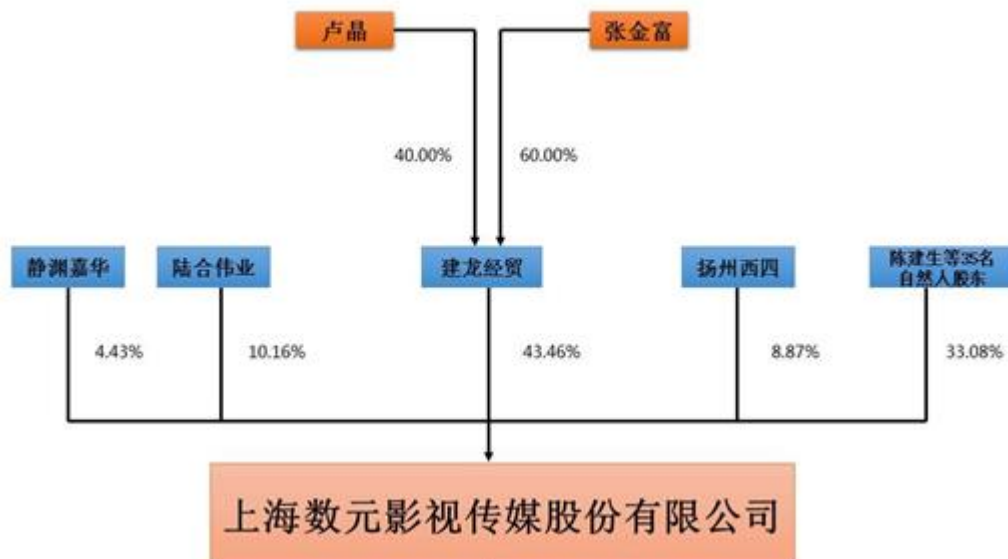 卢晶
张金富
40.00%
60.00%
静渊嘉华
陆合伟业
建龙经贸
扬州西四
陈建生等35名
自然人股东
4.43%
10.16%
43.46%
8.87%
33.08%
上海数元影视传媒股份有限公司